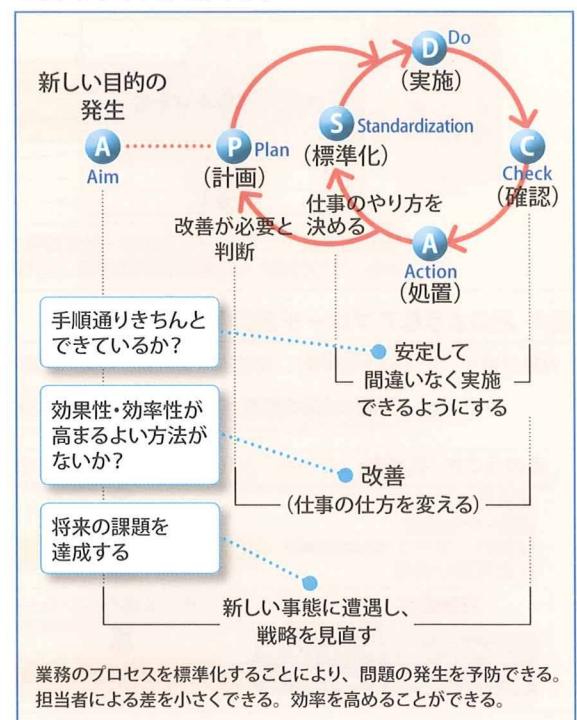 D Do
(実施)
新しい目的の
発生
A
Aim
P Plan
(計画)
S Standardization
(標準化)
C
Check
(確認)
改善が必要と
判断
仕事のやり方を
決める
A
Action
(処置)
手順通りきちんと
できているか?
安定して
間違いなく実施
できるようにする
効果性・効率性が
高まるよい方法が
ないか?
改善
(仕事の仕方を変える)
将来の課題を
達成する
新しい事態に遭遇し、
戦略を見直す
業務のプロセスを標準化することにより、問題の発生を予防できる。
担当者による差を小さくできる。効率を高めることができる。